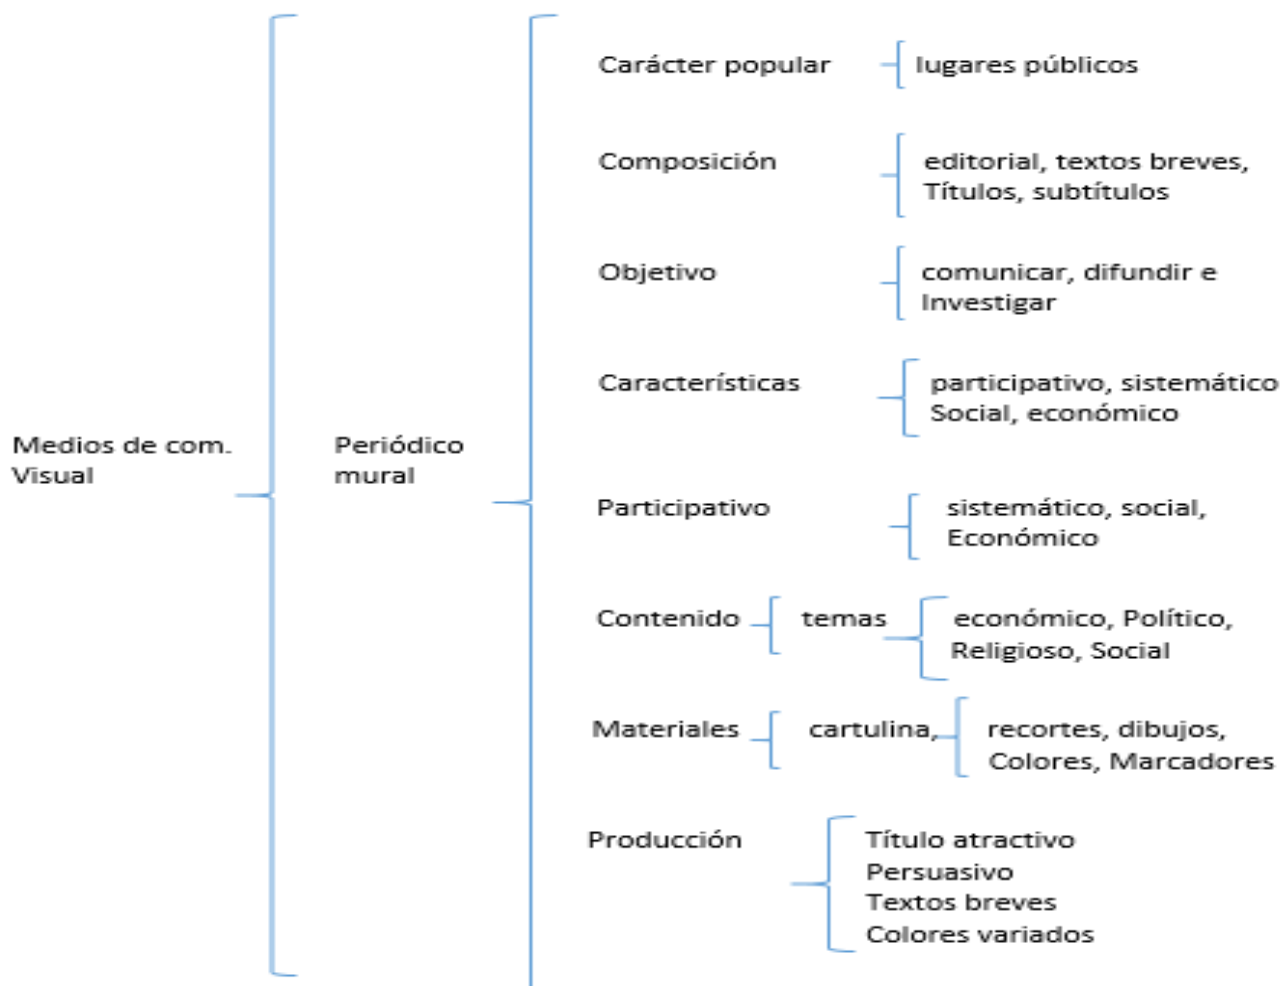 Carácter popular lugares públicos
Composición editorial, textos breves,
Títulos, subtítulos
Objetivo comunicar, difundir e
Investigar
Característícas participativo, sistemático
Social, económico
Medios de com.
Visual
Periódico
mural
Participativo sistemático, social,
Económico
Contenido temas económico, Político,
Religioso, Social
Materiales cartulina, recortes, dibujos,
Colores, Marcadores
Producción Título atractivo
Persuasivo
Textos breves
Colores variados